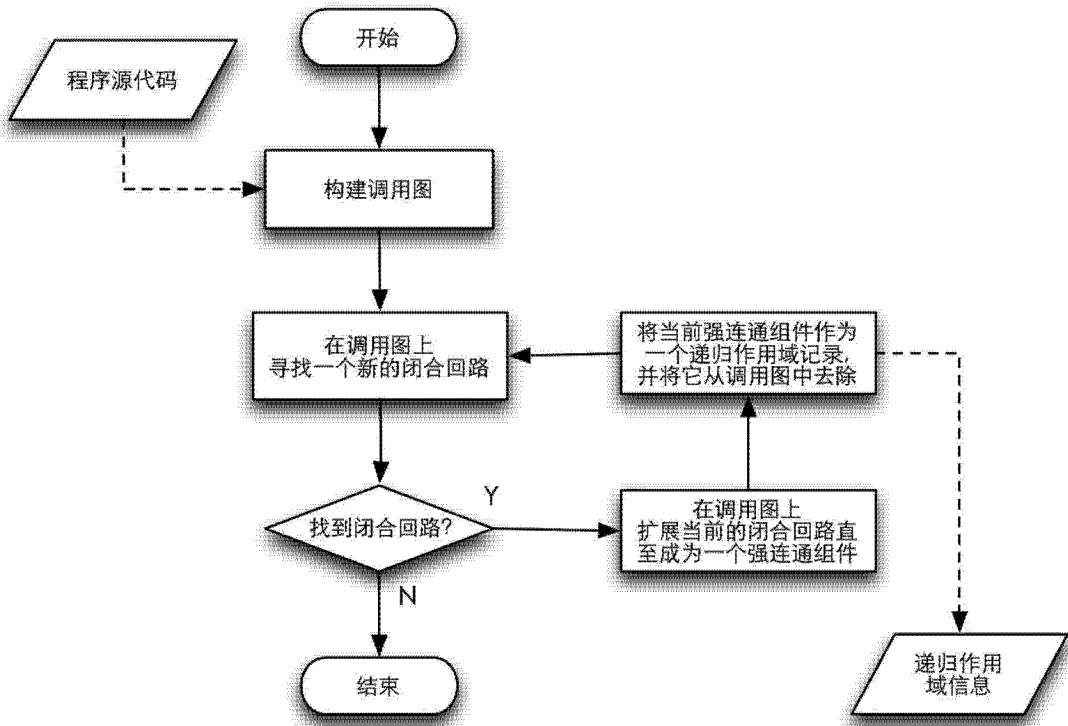 开始
程序源代码
构建调用图
在调用图上
寻找一个新的闭合回路
将当前强连通组件作为
一个递归作用域记录,
并将它从调用图中去除
找到闭合回路?
Y
在调用图上
扩展当前的闭合回路直
至成为一个强连通组件
N
结束
递归作用
域信息